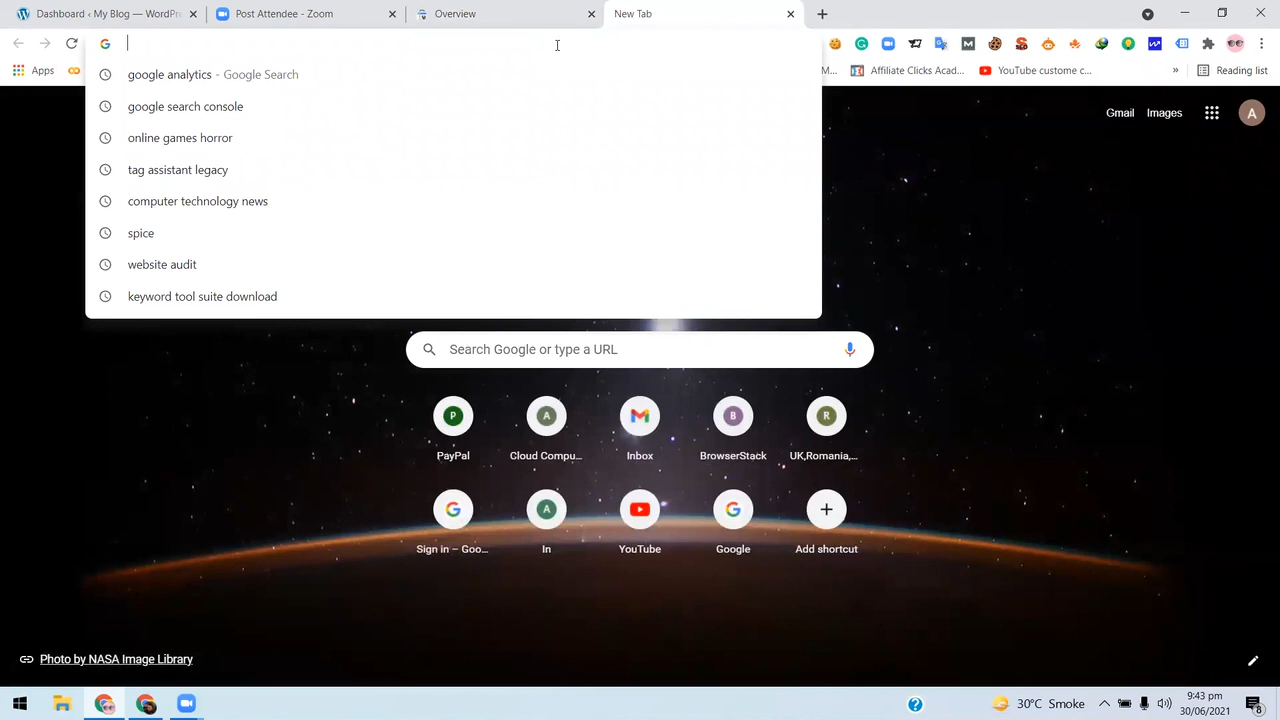 Dashboard ‹ My Blog — WordPr
Post Attendee - Zoom
Overview
New Tab
Apps
M...
Affiliate Clicks Acad...
YouTube custome c...
»
Reading list
google analytics - Google Search
google search console
online games horror
tag assistant legacy
computer technology news
spice
website audit
keyword tool suite download
Gmail
Images
A
Search Google or type a URL
P
A
B
R
PayPal
Cloud Compu...
Inbox
BrowserStack
UK,Romania,...
A
Sign in – Goo...
In
YouTube
Google
Add shortcut
Photo by NASA Image Library
30°C Smoke
9:43 pm
30/06/2021
8